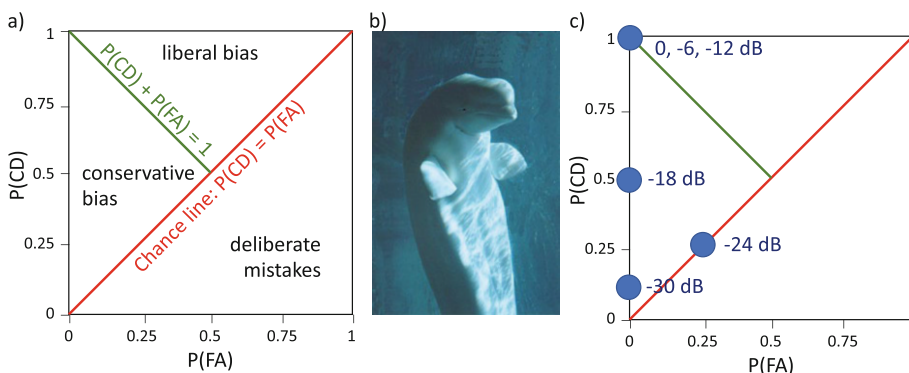 a)
1
0.75
0.5
0.25
0
P(CD)
liberal bias
P(CD) + P(FA) = 1
conservative
bias
Chance line: P(CD) = P(FA)
deliberate
mistakes
0
0.25
0.5
0.75
1
P(FA)
b)
c)
1
0.75
0.5
0.25
0
P(CD)
0, -6, -12 dB
-18 dB
-24 dB
-30 dB
0
0.25
0.5
0.75
P(FA)